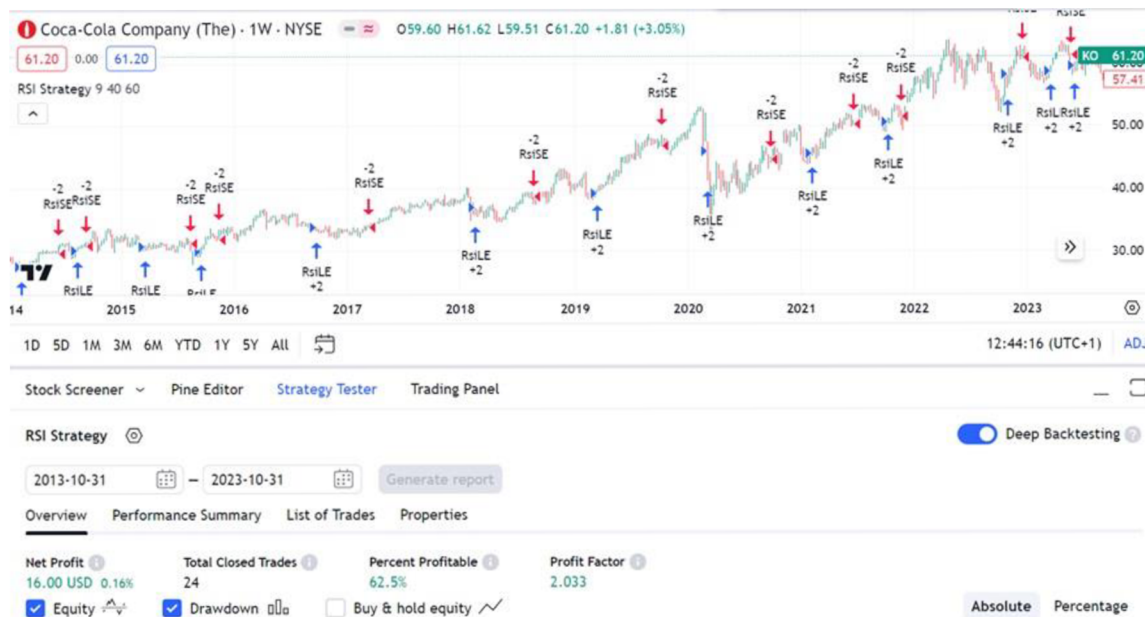 Coca-Cola Company (The) · 1W · NYSE O59.60 H61.62 L59.51 C61.20 +1.81 (+3.05%)
61.20 0.00 61.20
RSI Strategy 9 40 60
RsiSE RsiSE
-2 RsiSE
-2 RsiSE
-2 RsiSE
-2 RsiSE
-2 RsiSE
-2 RsiSE
-2 RsiSE
-2 RsiSE
-2 RsiSE
-2 RsiSE
KO 61.20
60.00
57.41
50.00
40.00
30.00
RsiLE
RsiLE
RsiLE
RsiLE +2
RsiLE +2
RsiLE +2
RsiLE +2
RsiLE +2
RsiLE +2
RsiLE +2
RsiLE +2
RsiLE +2
14 2015 2016 2017 2018 2019 2020 2021 2022 2023
1D 5D 1M 3M 6M YTD 1Y 5Y All 12:44:16 (UTC+1) ADJ
Stock Screener Pine Editor Strategy Tester Trading Panel
RSI Strategy Deep Backtesting
2013-10-31 – 2023-10-31 Generate report
Overview Performance Summary List of Trades Properties
Net Profit Total Closed Trades Percent Profitable Profit Factor
16.00 USD 0.16% 24 62.5% 2.033
Equity Drawdown Buy & hold equity Absolute Percentage